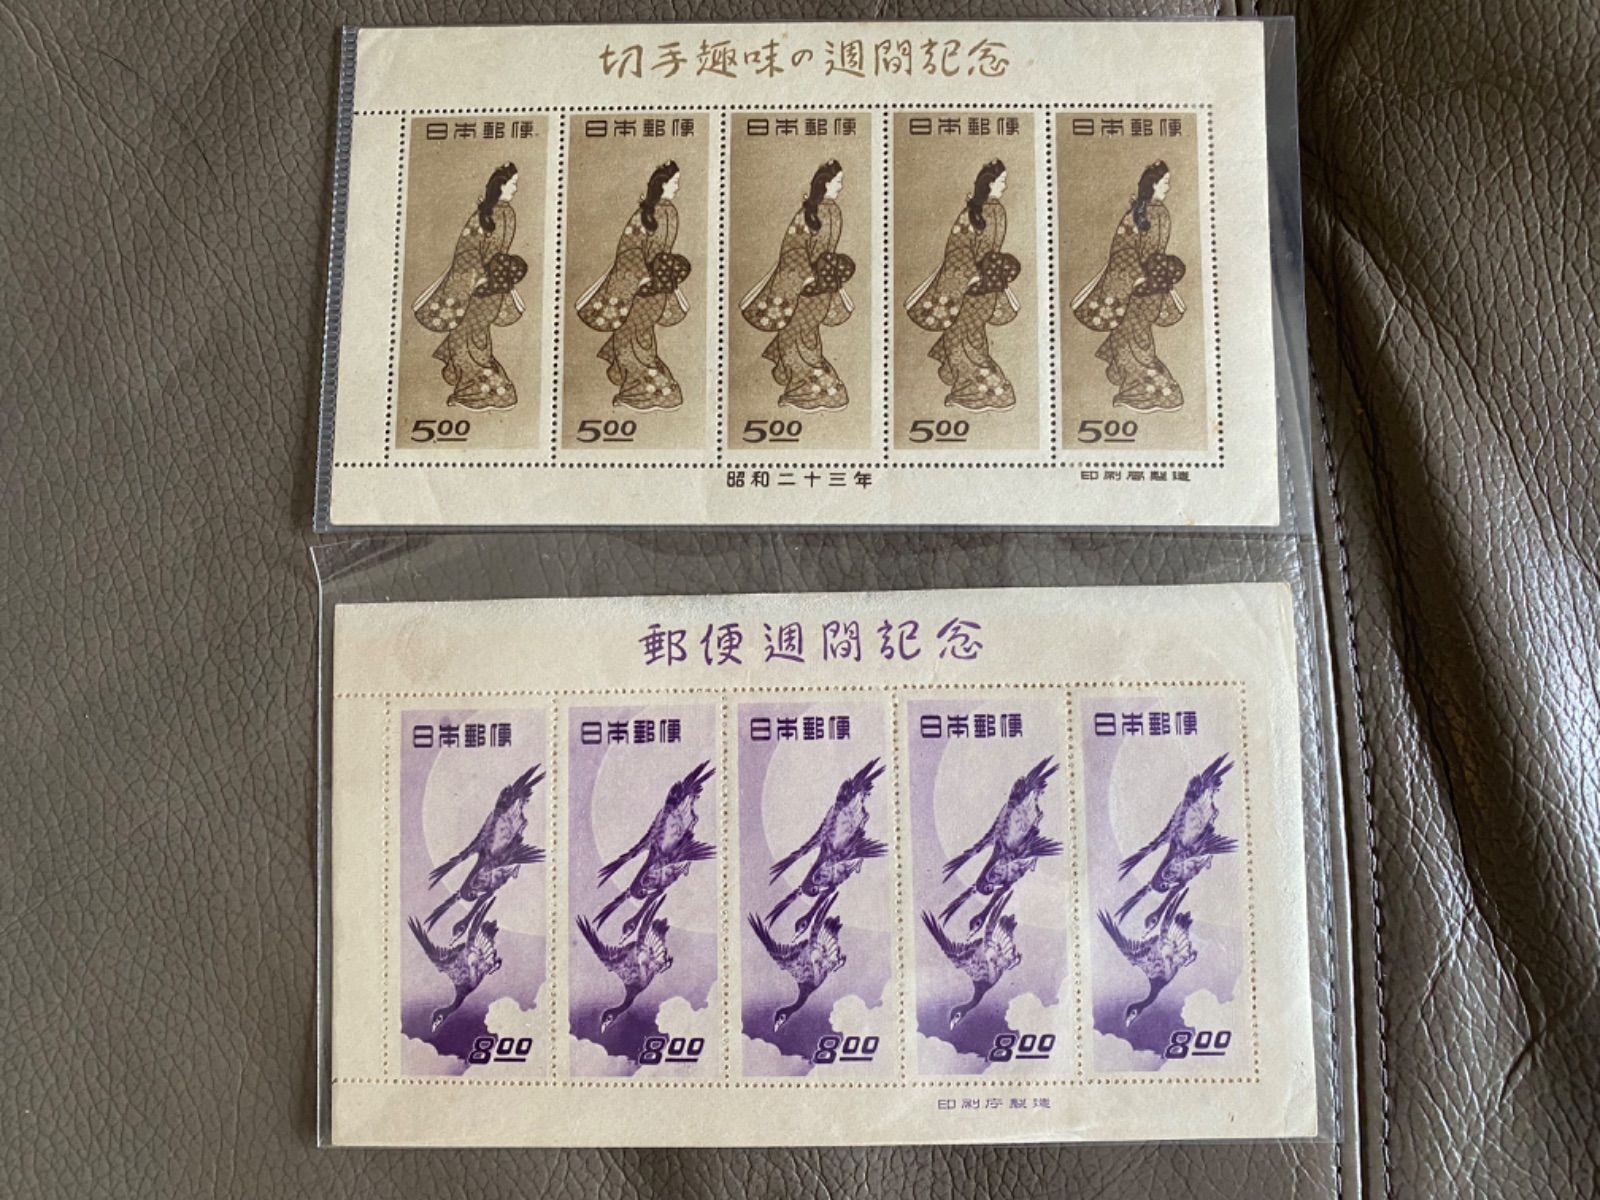 切手趣味の週間記念
日本郵便 日本郵便 日本郵便 日本郵便 日本郵便
5.00 5.00 5.00 5.00 5.00
昭和二十三年 印刷局製造
郵便週間記念
日本郵便 日本郵便 日本郵便 日本郵便 日本郵便
8.00 8.00 8.00 8.00 8.00
印刷庁製造